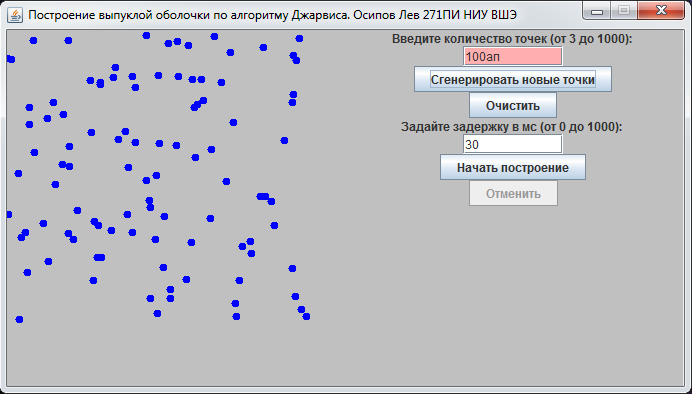 Построение выпуклой оболочки по алгоритму Джарвиса. Осипов Лев 271ПИ НИУ ВШЭ
Введите количество точек (от 3 до 1000):
100ап
Сгенерировать новые точки
Очистить
Задайте задержку в мс (от 0 до 1000):
30
Начать построение
Отменить